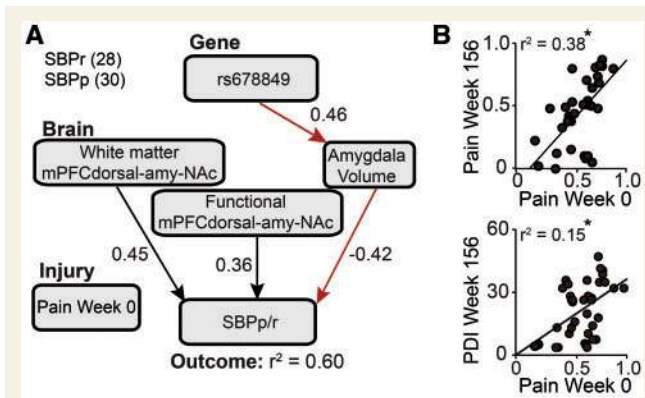 A
Gene
SBPr (28)
SBPp (30)
rs678849
0.46
Brain
White matter
mPFCdorsal-amy-NAc
Amygdala
Volume
Functional
mPFCdorsal-amy-NAc
0.45
0.36
-0.42
Injury
Pain Week 0
SBPp/r
Outcome: r² = 0.60
B
r² = 0.38*
Pain Week 156
1.0
0.5
0
0.5
1.0
Pain Week 0
r² = 0.15*
PDI Week 156
60
30
0
0.5
1.0
Pain Week 0